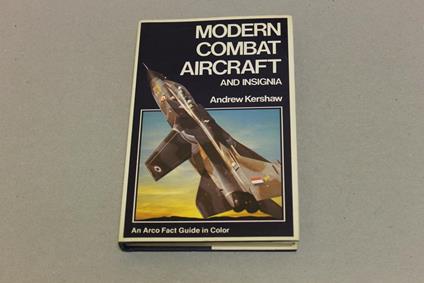 MODERN
COMBAT
AIRCRAFT
AND INSIGNIA
Andrew Kershaw
An Arco Fact Guide in Color